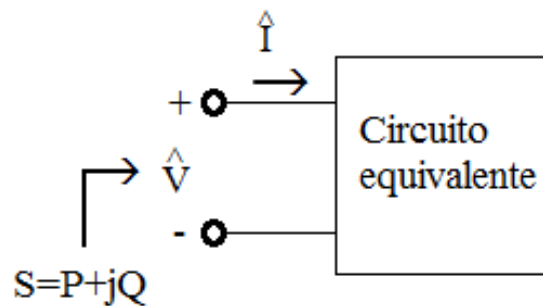 Î
+
Circuito
equivalente
V̂
-
S=P+jQ